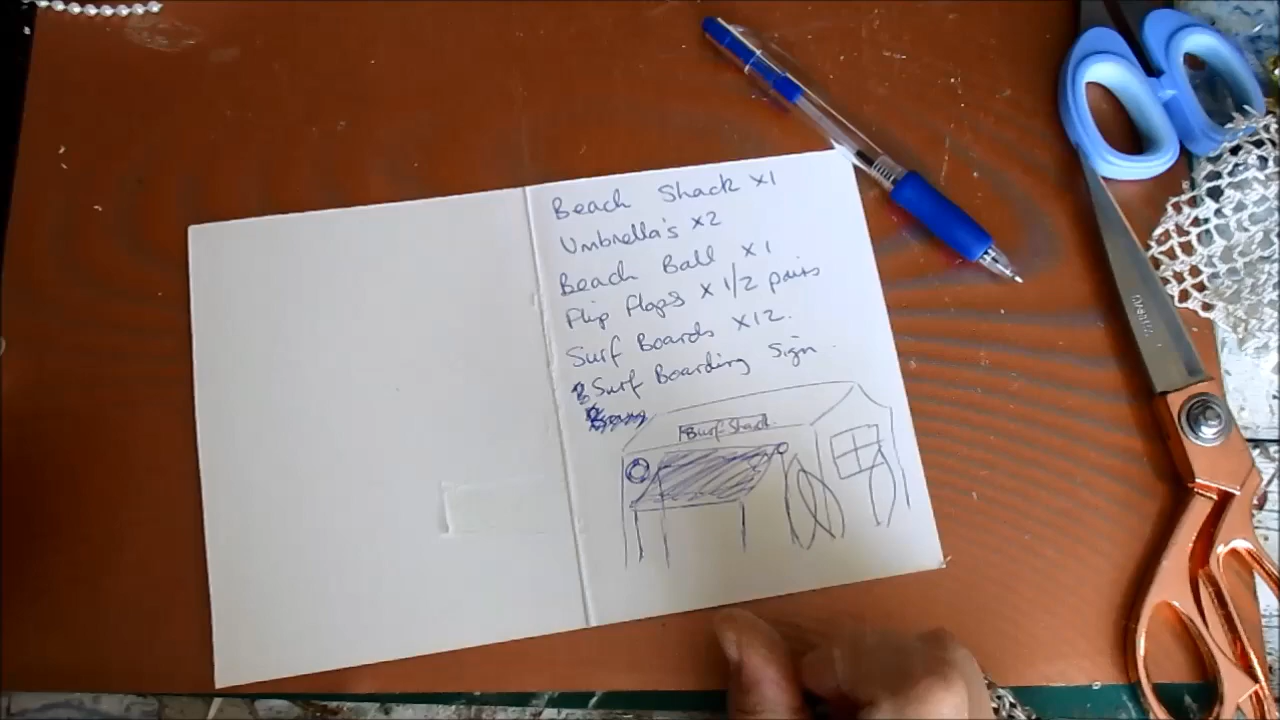 Beach Shack x1
Umbrella's x2
Beach Ball x1
Flip Flops x 1/2 pairs
Surf Boards x12.
Surf Boarding Sign.
Surf Shack